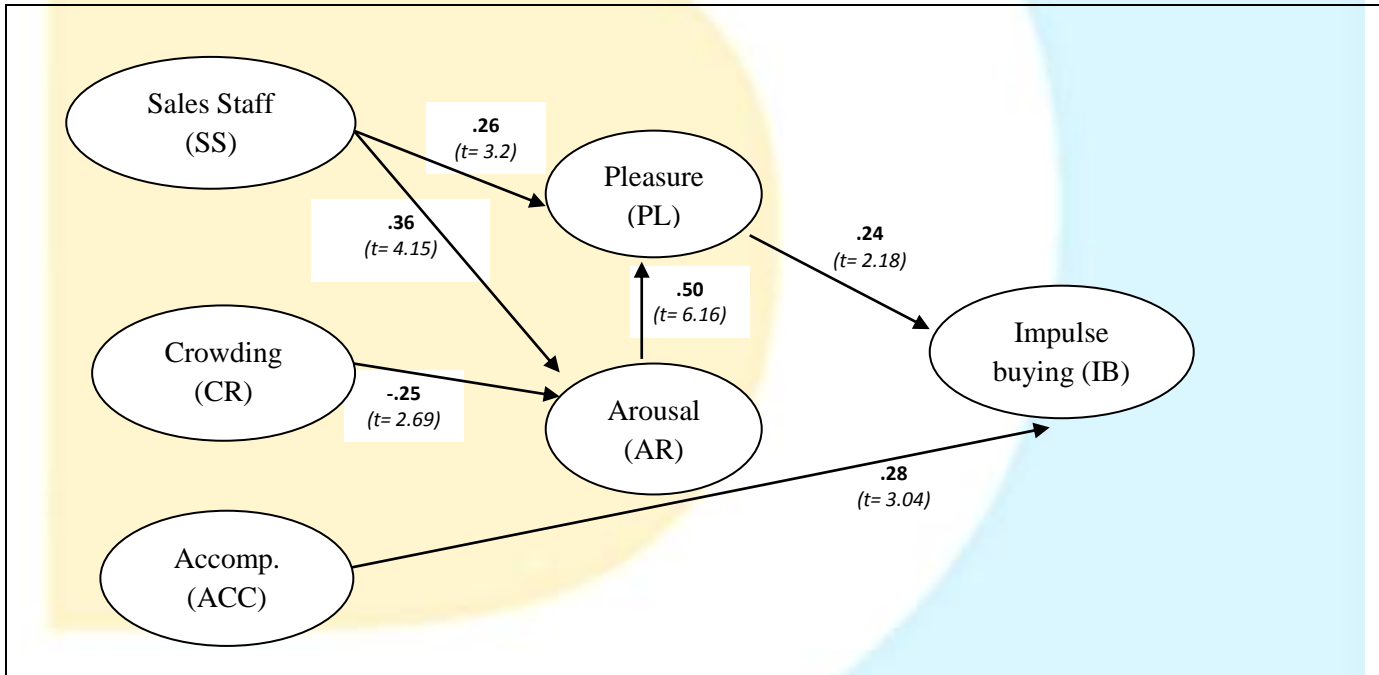 Sales Staff
(SS)
.26
(t= 3.2)
Pleasure
(PL)
.36
(t= 4.15)
.24
(t= 2.18)
.50
(t= 6.16)
Impulse
buying (IB)
Crowding
(CR)
-.25
(t= 2.69)
Arousal
(AR)
.28
(t= 3.04)
Accomp.
(ACC)